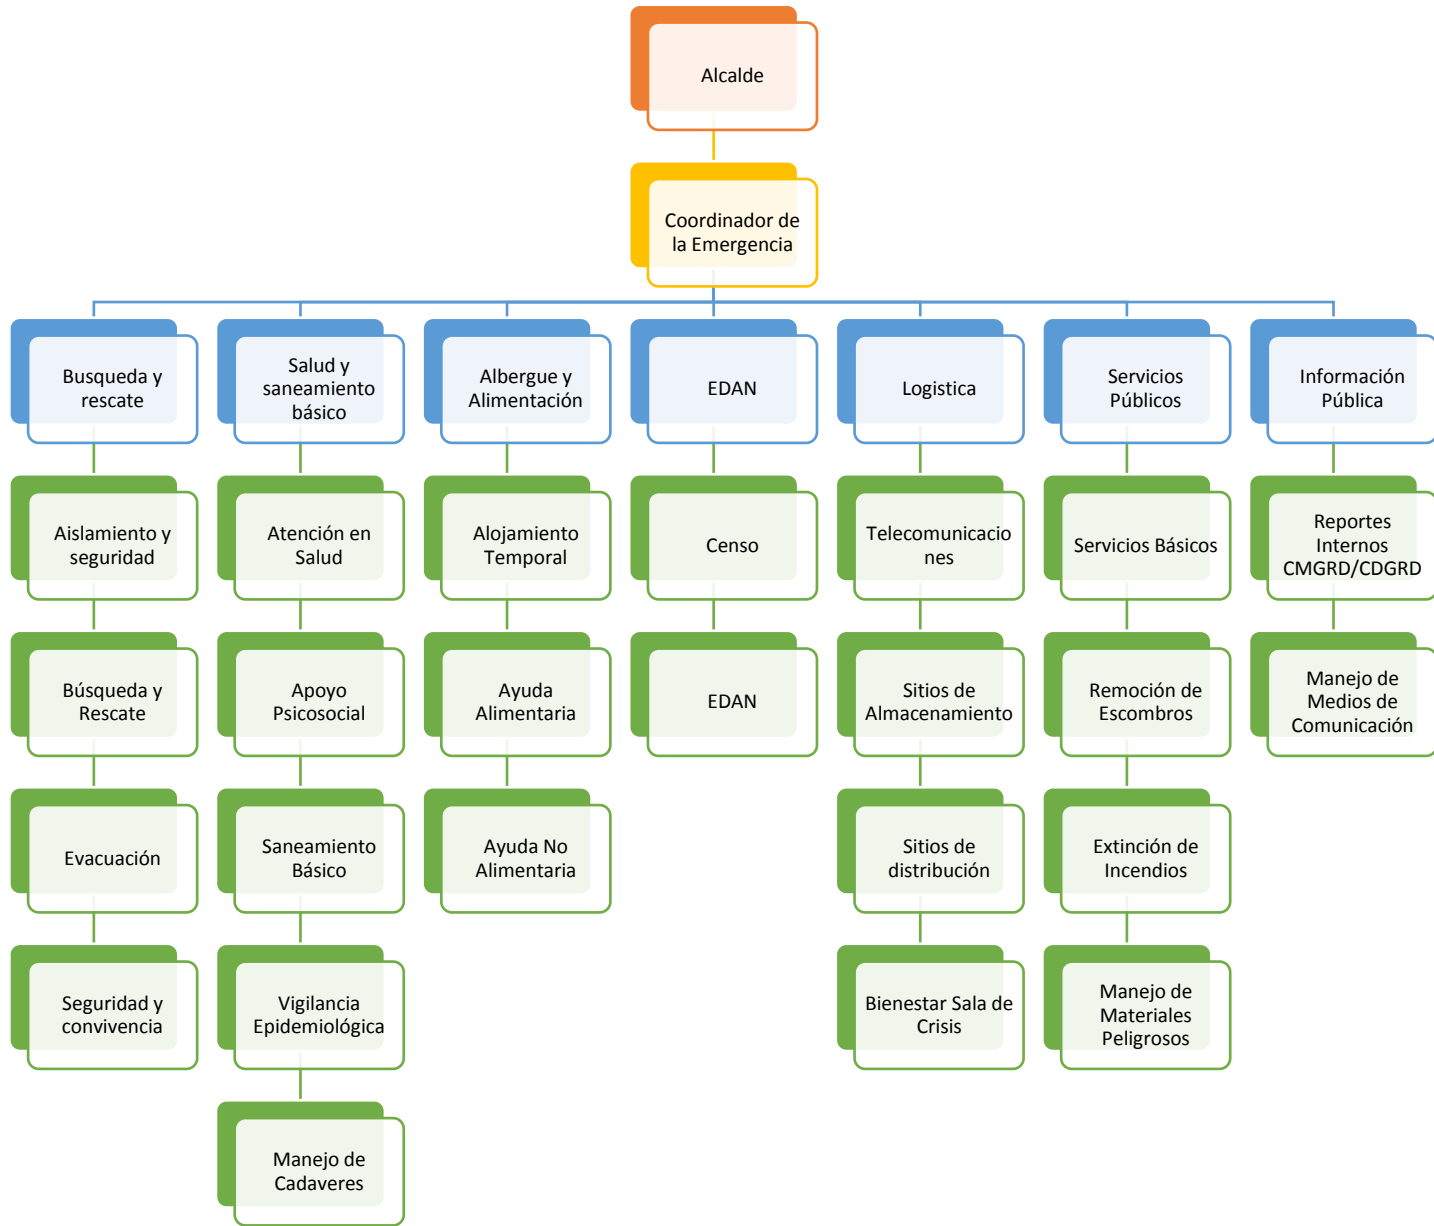 Alcalde
Coordinador de
la Emergencia
Busqueda y
rescate
Salud y
saneamiento
básico
Albergue y
Alimentación
EDAN
Logistica
Servicios
Públicos
Información
Pública
Aislamiento y
seguridad
Atención en
Salud
Alojamiento
Temporal
Censo
Telecomunicacio
nes
Servicios Básicos
Reportes
Internos
CMGRD/CDGRD
Búsqueda y
Rescate
Apoyo
Psicosocial
Ayuda
Alimentaria
EDAN
Sitios de
Almacenamiento
Remoción de
Escombros
Manejo de
Medios de
Comunicación
Evacuación
Saneamiento
Básico
Ayuda No
Alimentaria
Sitios de
distribución
Extinción de
Incendios
Seguridad y
convivencia
Vigilancia
Epidemiológica
Bienestar Sala de
Crisis
Manejo de
Materiales
Peligrosos
Manejo de
Cadaveres